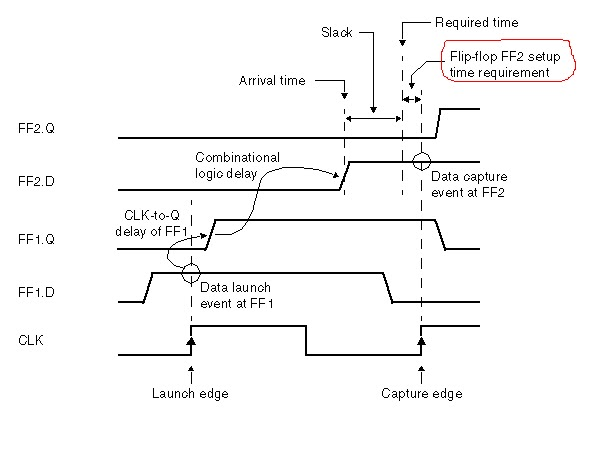 Required time
Slack
Flip-flop FF2 setup
time requirement
Arrival time
FF2.Q
Combinational
logic delay
FF2.D
Data capture
event at FF2
CLK-to-Q
delay of FF1
FF1.Q
FF1.D
Data launch
event at FF1
CLK
Launch edge
Capture edge